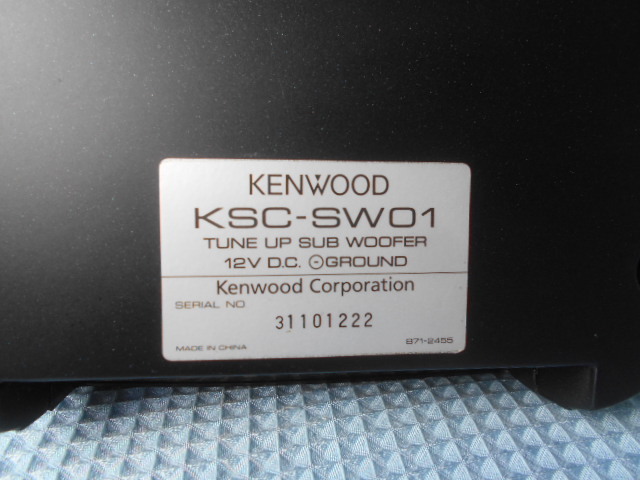 KENWOOD
KSC-SW01
TUNE UP SUB WOOFER
12V D.C. ⊖GROUND
Kenwood Corporation
SERIAL NO
31101222
MADE IN CHINA B71-2455